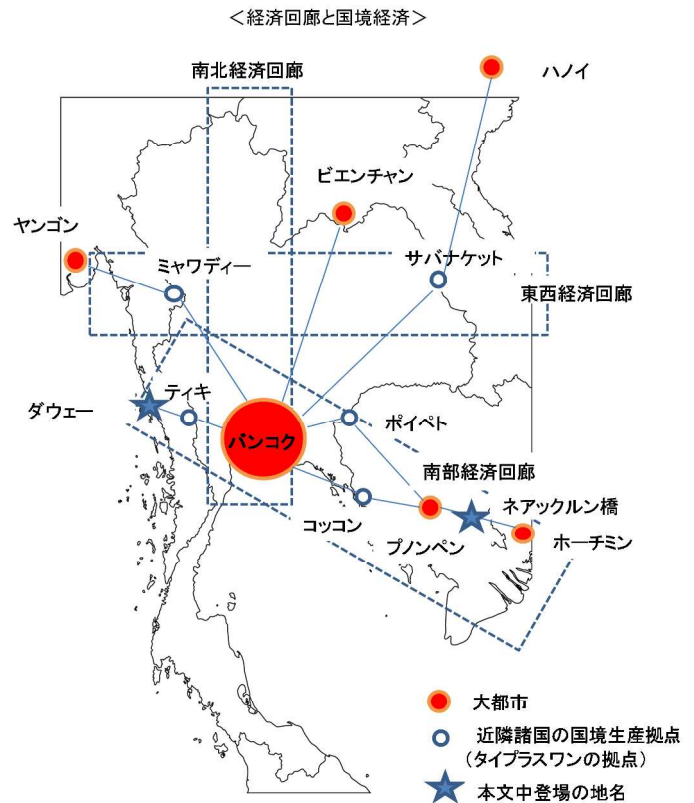 ＜経済回廊と国境経済＞
南北経済回廊
ハノイ
ビエンチャン
ヤンゴン
ミャワディー
サバナケット
東西経済回廊
ティキ
ダウェー
バンコク
ポイペト
南部経済回廊
ネアックルン橋
コッコン
プノンペン
ホーチミン
大都市
近隣諸国の国境生産拠点
（タイプラスワンの拠点）
本文中登場の地名